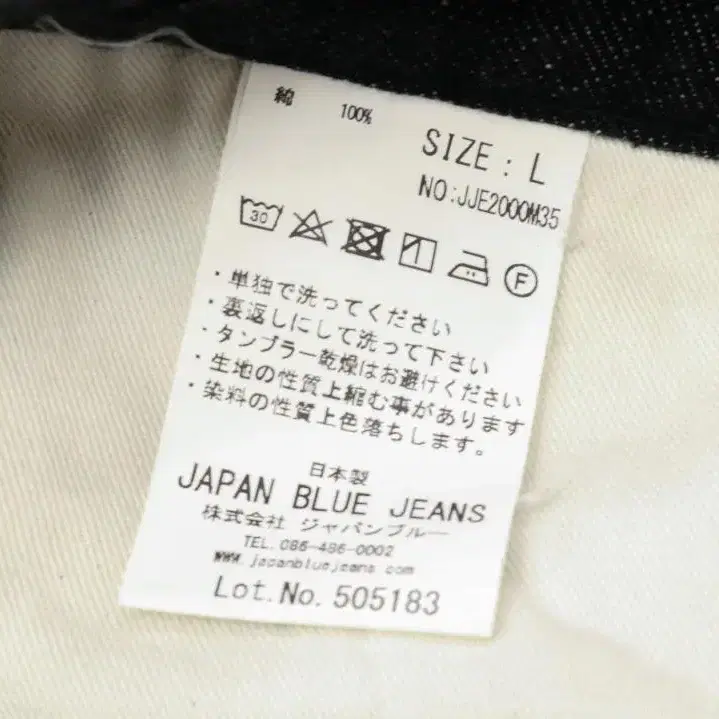 綿 100%
SIZE: L
NO:JJE2000M35
30
F
・単独で洗ってください
・裏返しにして洗って下さい
・タンブラー乾燥はお避けください
・生地の性質上縮む事があります
・染料の性質上色落ちします。
日本製
JAPAN BLUE JEANS
株式会社 ジャパンブルー
TEL.086-486-0002
www.japanbluejeans.com
Lot.No.505183